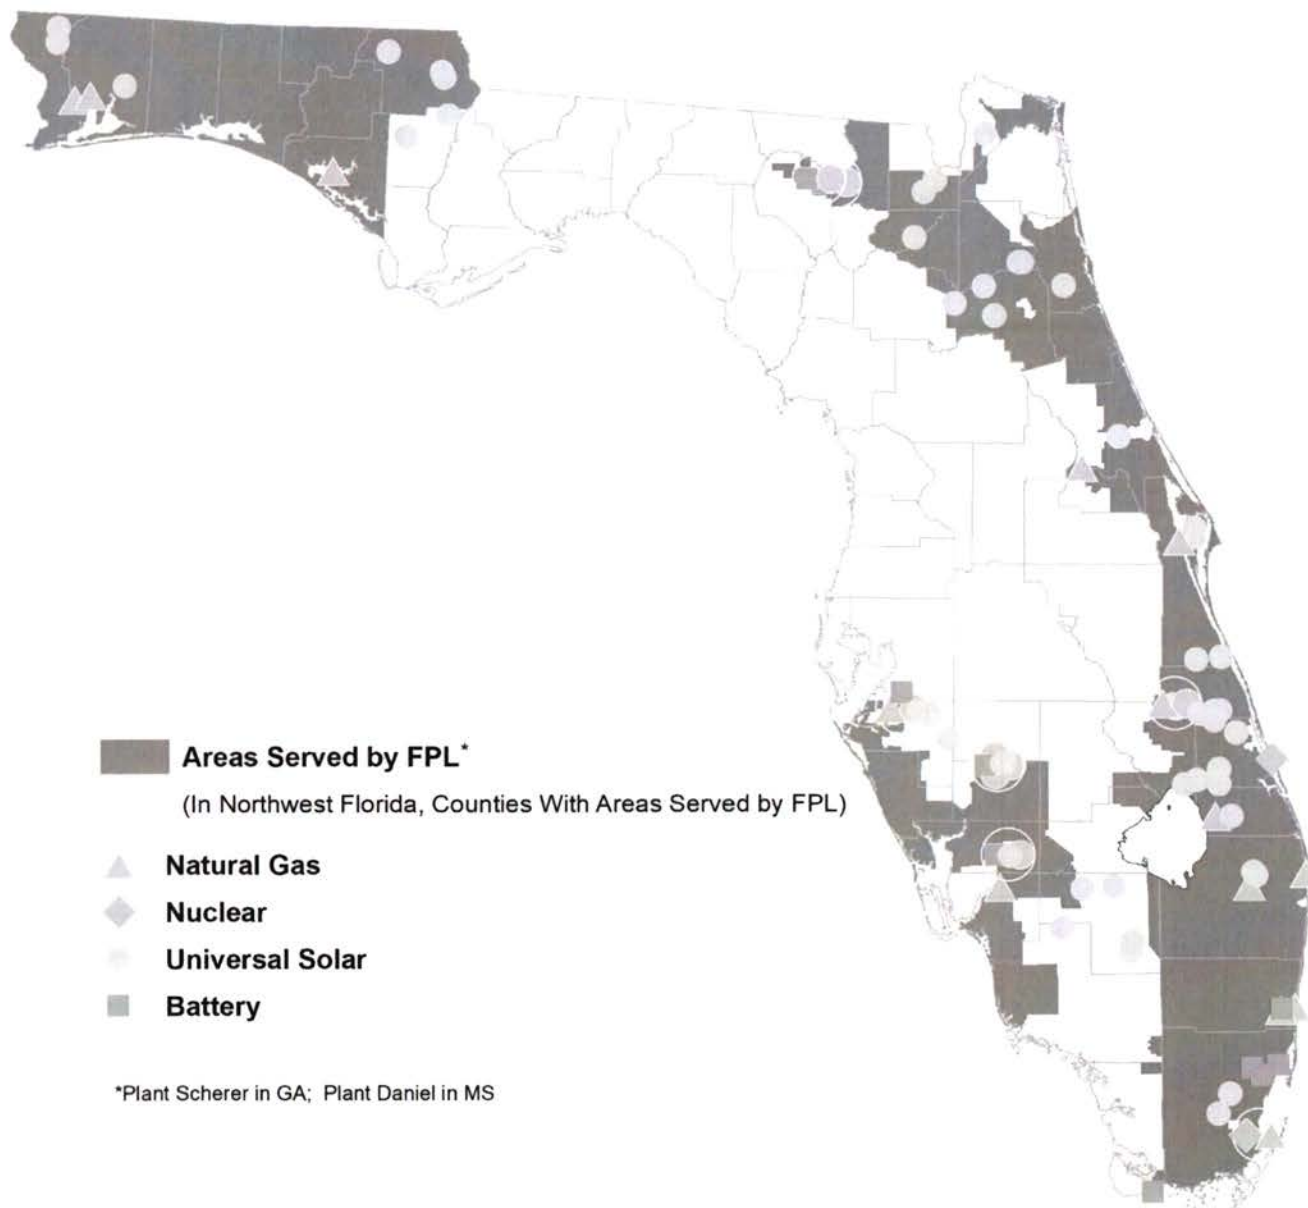 Areas Served by FPL*
(In Northwest Florida, Counties With Areas Served by FPL)
Natural Gas
Nuclear
Universal Solar
Battery
*Plant Scherer in GA; Plant Daniel in MS